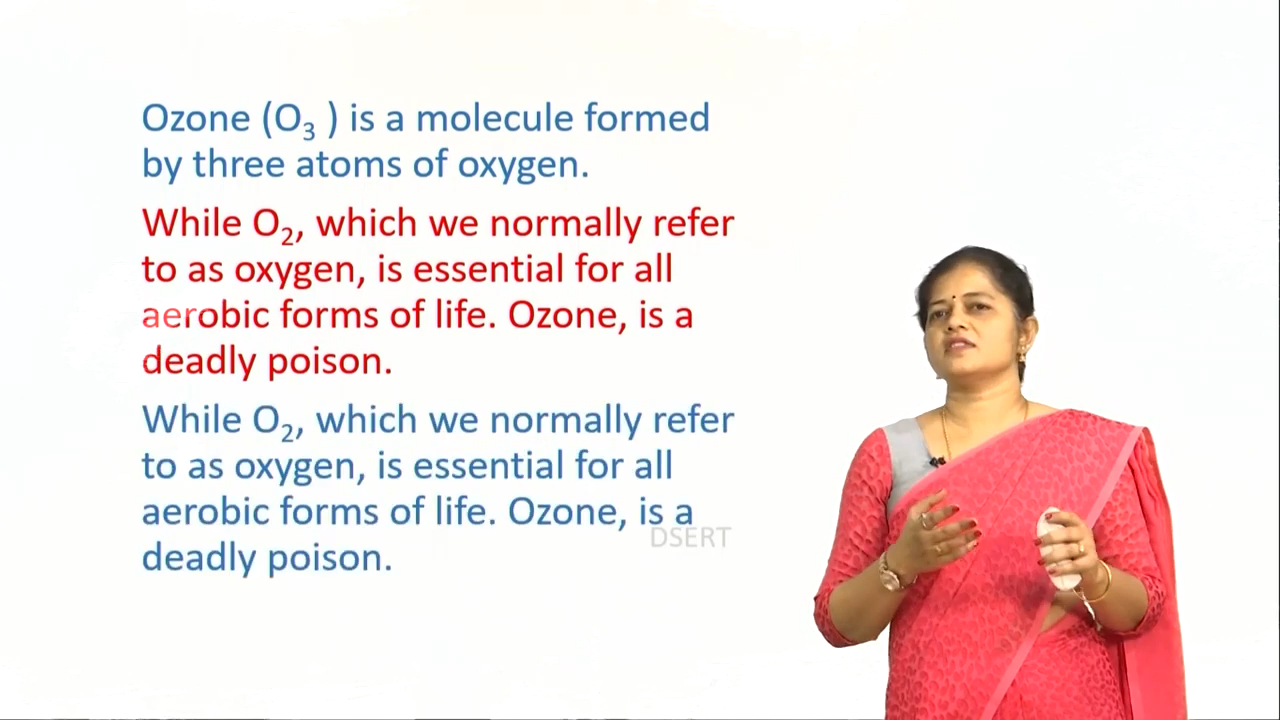 Ozone (O₃ ) is a molecule formed
by three atoms of oxygen.
While O₂, which we normally refer
to as oxygen, is essential for all
aerobic forms of life. Ozone, is a
deadly poison.
While O₂, which we normally refer
to as oxygen, is essential for all
aerobic forms of life. Ozone, is a
DSERT
deadly poison.